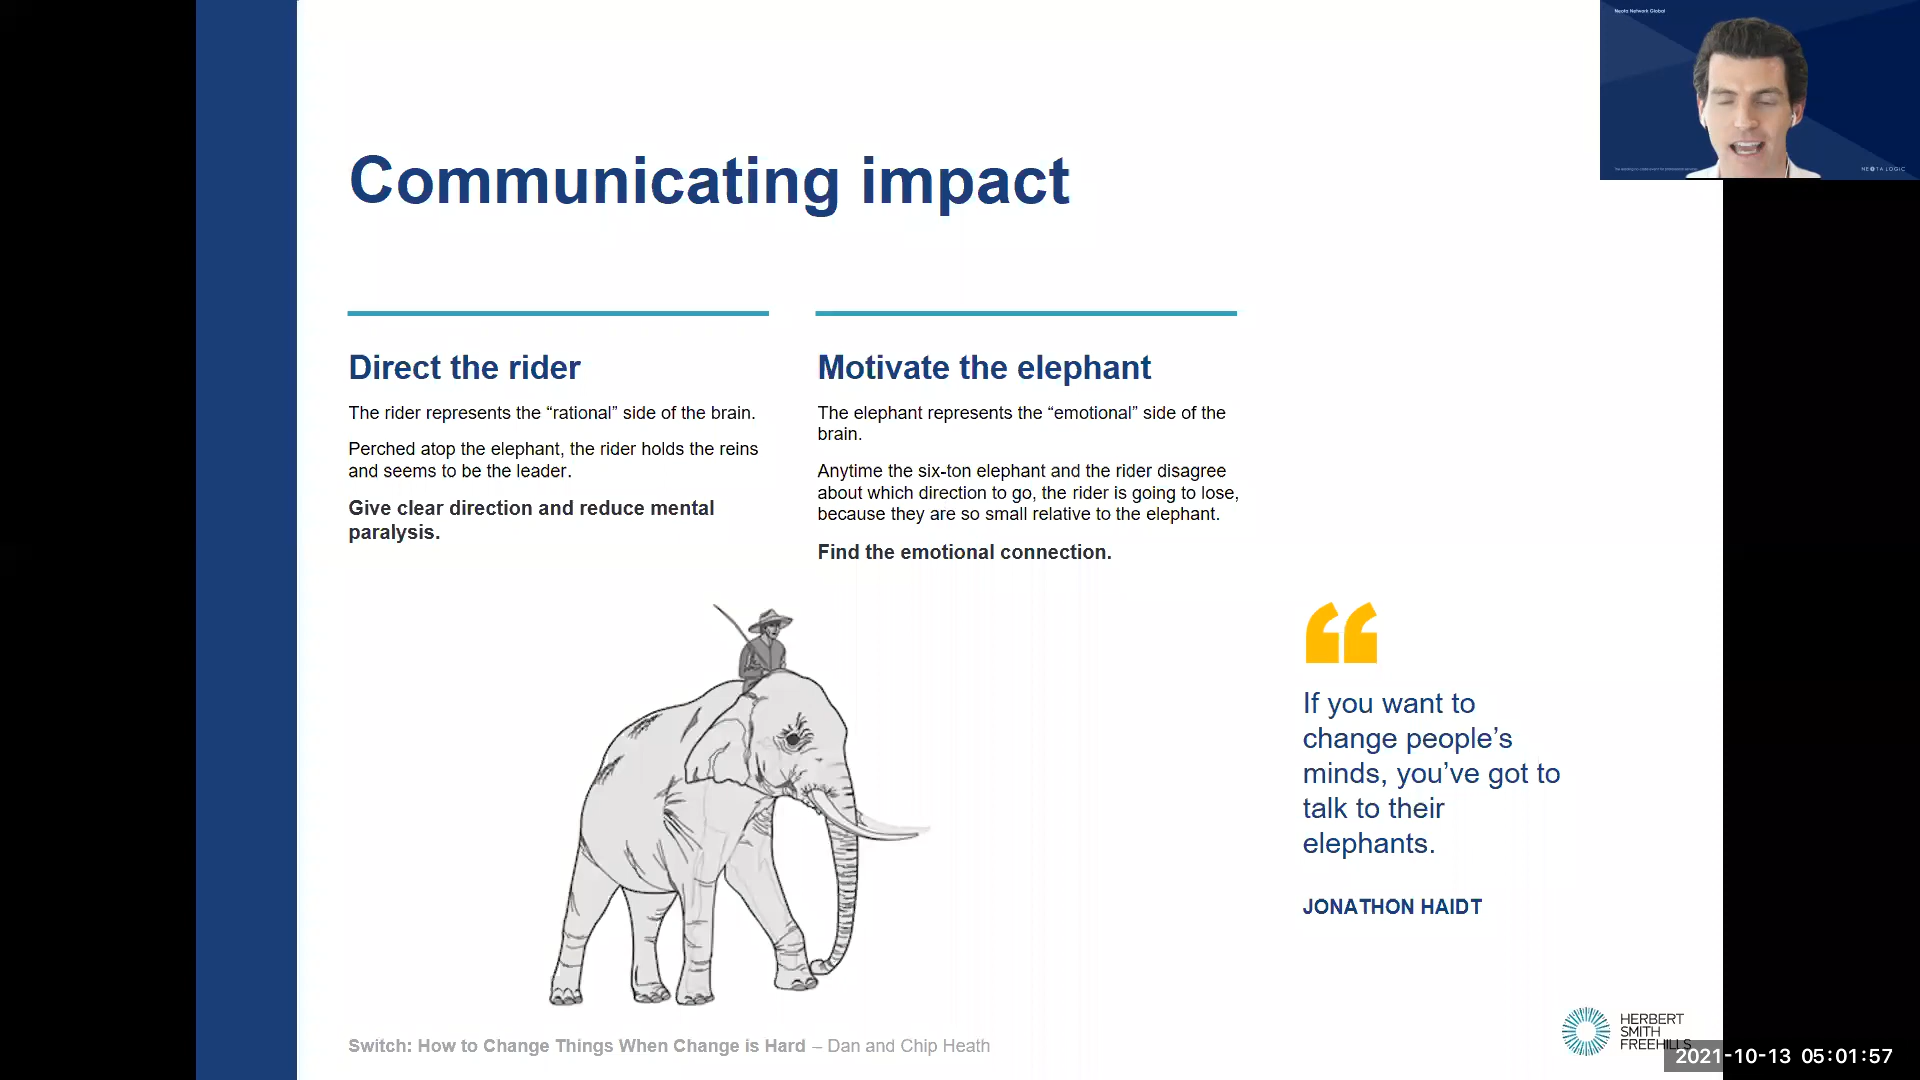 Neota Network Global
NEOTA LOGIC
Communicating impact
Direct the rider
The rider represents the “rational” side of the brain.
Perched atop the elephant, the rider holds the reins
and seems to be the leader.
Give clear direction and reduce mental
paralysis.
Motivate the elephant
The elephant represents the “emotional” side of the
brain.
Anytime the six-ton elephant and the rider disagree
about which direction to go, the rider is going to lose,
because they are so small relative to the elephant.
Find the emotional connection.
“
If you want to
change people’s
minds, you’ve got to
talk to their
elephants.
JONATHON HAIDT
Switch: How to Change Things When Change is Hard – Dan and Chip Heath
HERBERT
SMITH
FREEHILLS
2021-10-13 05:01:57